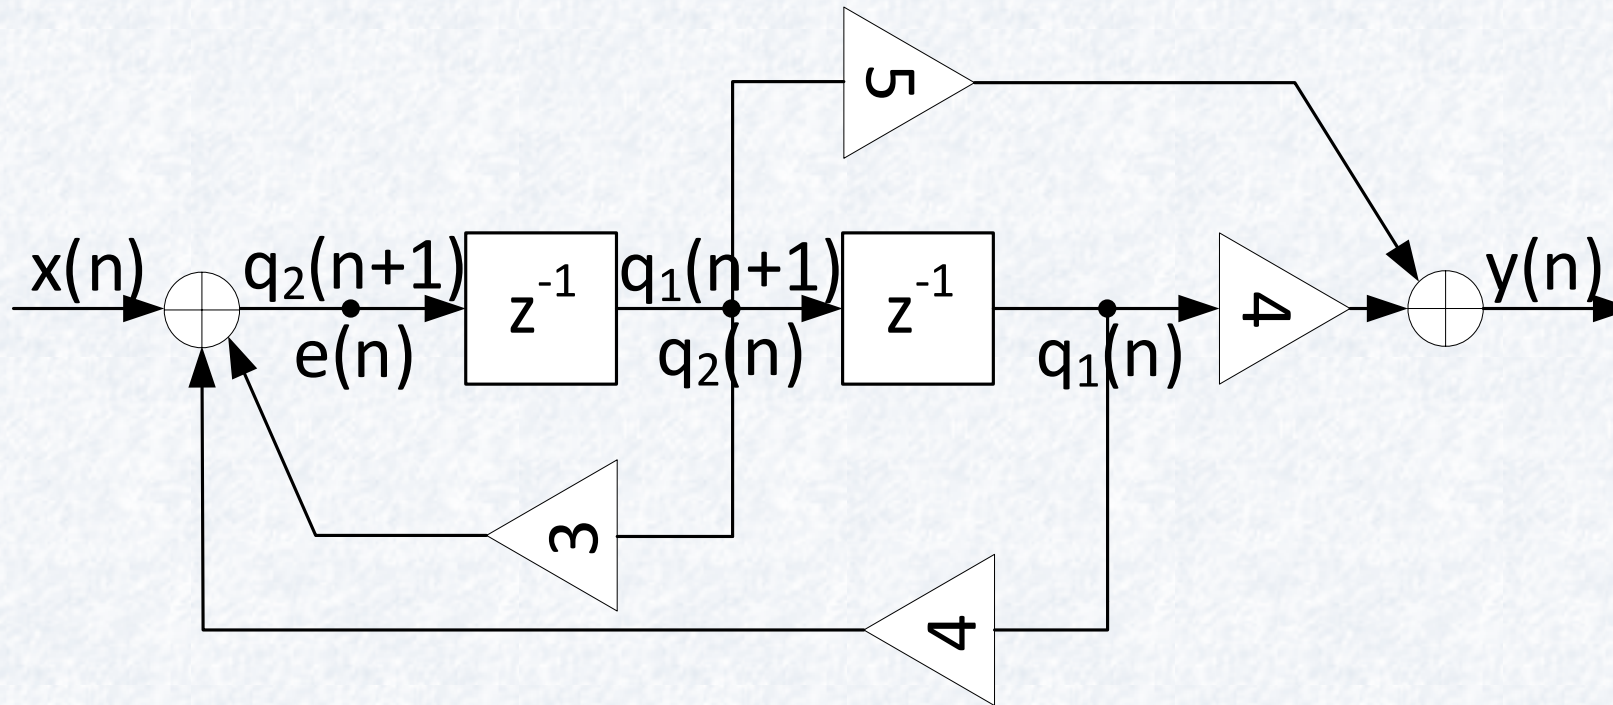 5
x(n)
q₂(n+1)
z⁻¹
q₁(n+1)
z⁻¹
4
y(n)
e(n)
q₂(n)
q₁(n)
3
4